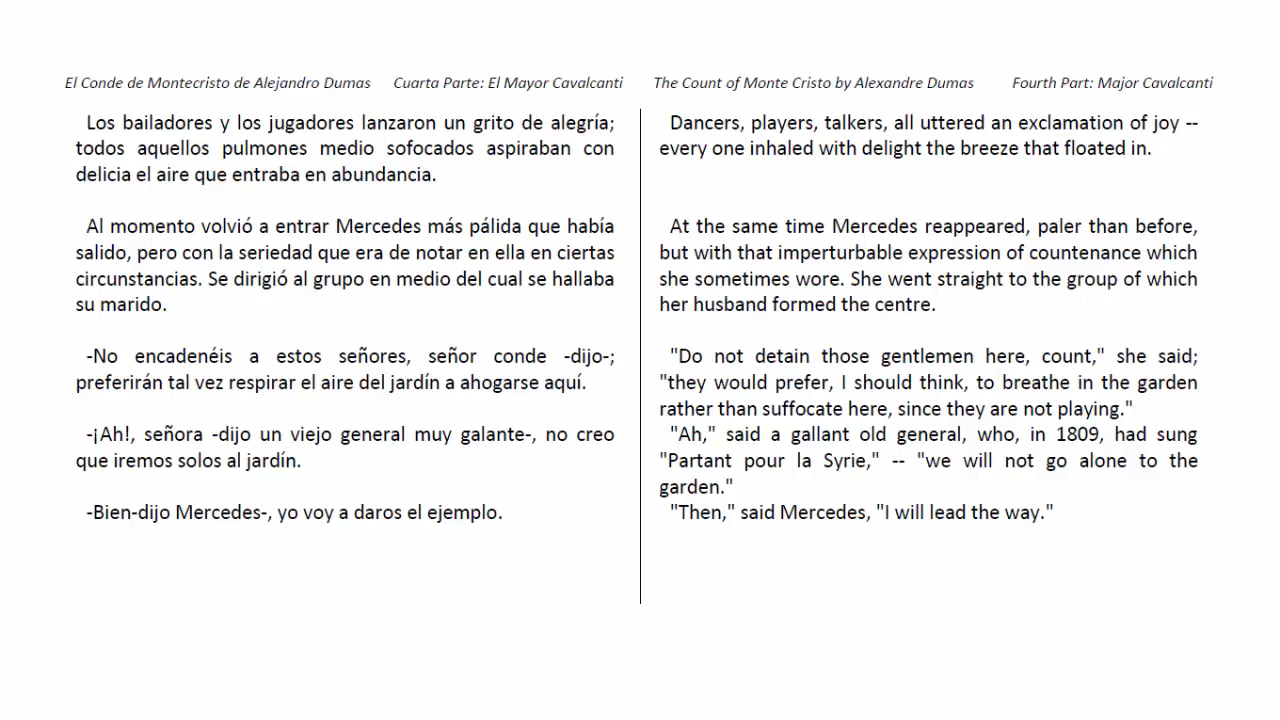 El Conde de Montecristo de Alejandro Dumas Cuarta Parte: El Mayor Cavalcanti
Los bailadores y los jugadores lanzaron un grito de alegría;
todos aquellos pulmones medio sofocados aspiraban con
delicia el aire que entraba en abundancia.
Al momento volvió a entrar Mercedes más pálida que había
salido, pero con la seriedad que era de notar en ella en ciertas
circunstancias. Se dirigió al grupo en medio del cual se hallaba
su marido.
-No encadenéis a estos señores, señor conde -dijo-;
preferirán tal vez respirar el aire del jardín a ahogarse aquí.
-¡Ah!, señora -dijo un viejo general muy galante-, no creo
que iremos solos al jardín.
-Bien-dijo Mercedes-, yo voy a daros el ejemplo.
The Count of Monte Cristo by Alexandre Dumas Fourth Part: Major Cavalcanti
Dancers, players, talkers, all uttered an exclamation of joy --
every one inhaled with delight the breeze that floated in.
At the same time Mercedes reappeared, paler than before,
but with that imperturbable expression of countenance which
she sometimes wore. She went straight to the group of which
her husband formed the centre.
"Do not detain those gentlemen here, count," she said;
"they would prefer, I should think, to breathe in the garden
rather than suffocate here, since they are not playing."
"Ah," said a gallant old general, who, in 1809, had sung
"Partant pour la Syrie," -- "we will not go alone to the
garden."
"Then," said Mercedes, "I will lead the way."